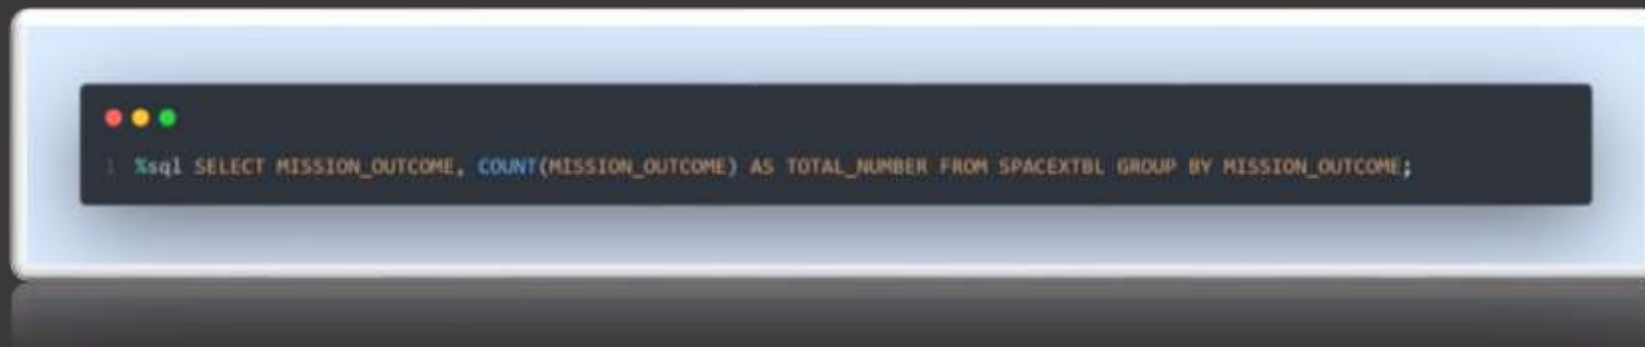 1 %sql SELECT MISSION_OUTCOME, COUNT(MISSION_OUTCOME) AS TOTAL_NUMBER FROM SPACEXTBL GROUP BY MISSION_OUTCOME;